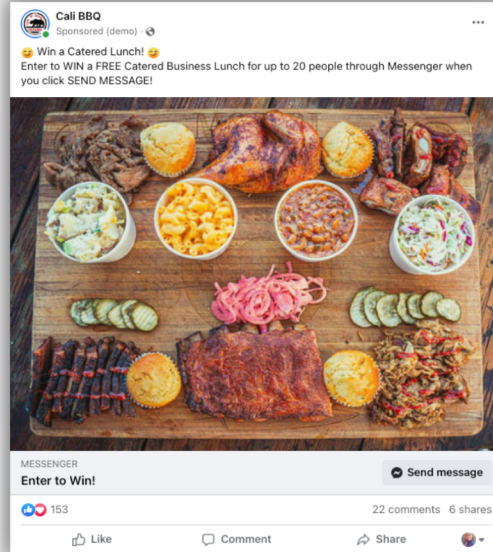 Cali BBQ
Sponsored (demo) ·
😋 Win a Catered Lunch! 😋
Enter to WIN a FREE Catered Business Lunch for up to 20 people through Messenger when
you click SEND MESSAGE!
MESSENGER
Enter to Win!
Send message
153
22 comments 6 shares
Like
Comment
Share